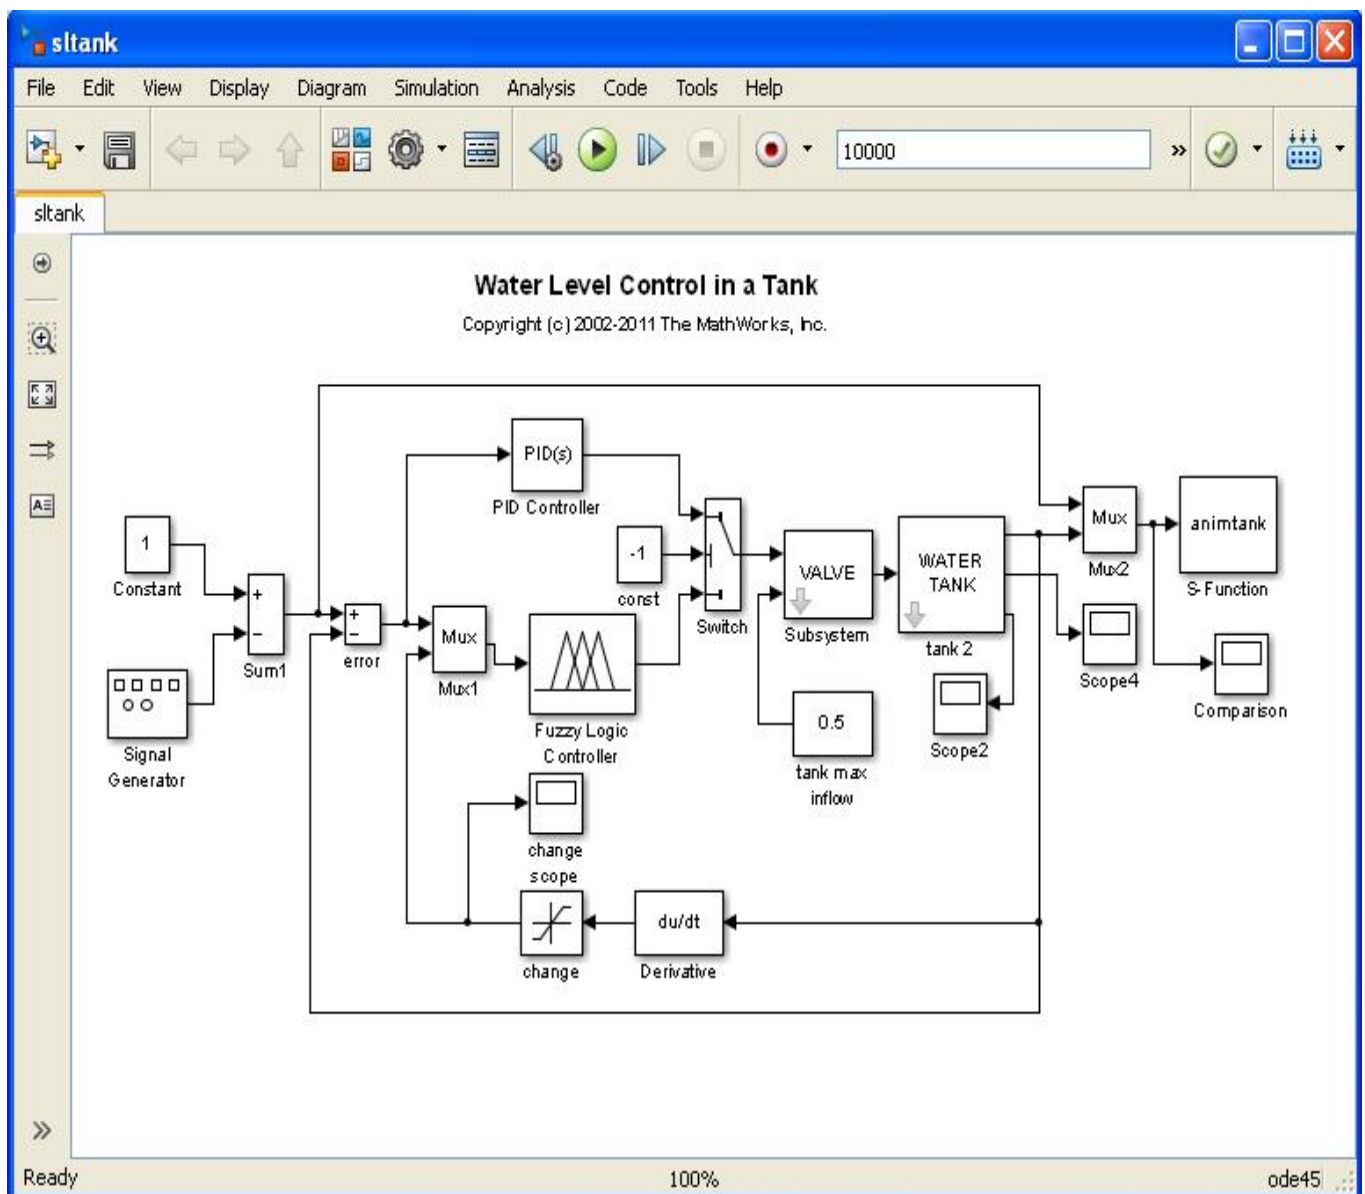 sltank
File Edit View Display Diagram Simulation Analysis Code Tools Help
10000
sltank
Water Level Control in a Tank
Copyright (c) 2002-2011 The MathWorks, Inc.
PID(s)
PID Controller
1
Constant
Signal
Generator
+
−
Sum1
+
−
error
Mux
Mux1
-1
const
Fuzzy Logic
Controller
Switch
VALVE
Subsystem
WATER
TANK
tank 2
0.5
tank max
inflow
Scope2
Mux
Mux2
animtank
S-Function
Scope4
Comparison
change
scope
change
du/dt
Derivative
Ready 100% ode45